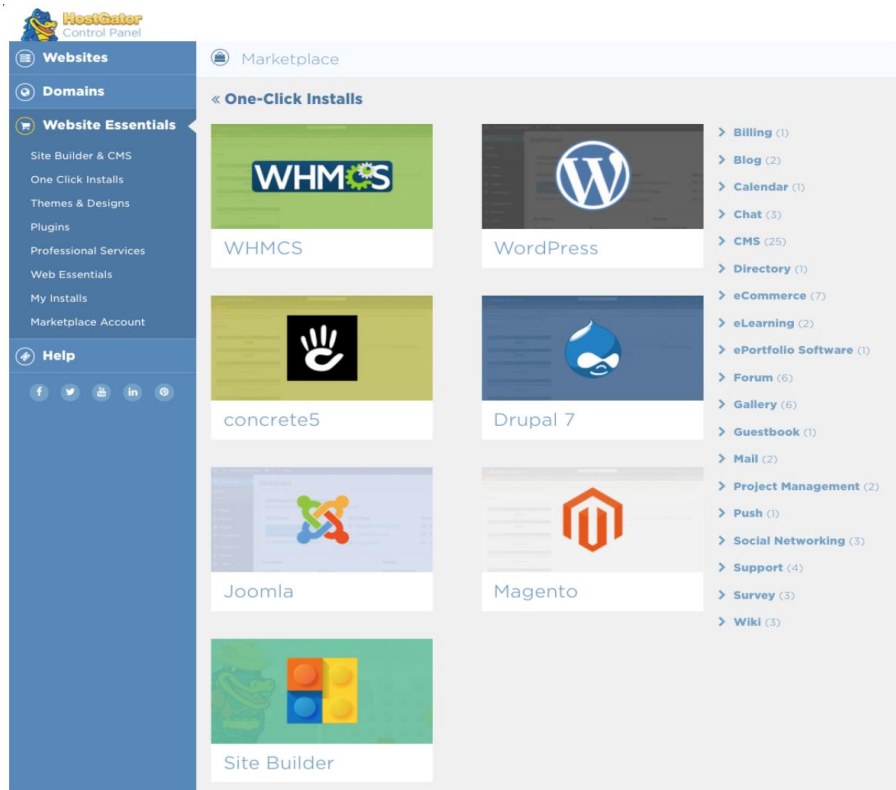 HostGator
Control Panel
Websites
Domains
Website Essentials
Site Builder & CMS
One Click Installs
Themes & Designs
Plugins
Professional Services
Web Essentials
My Installs
Marketplace Account
Help
Marketplace
« One-Click Installs
WHMCS
WHMCS
WordPress
concrete5
Drupal 7
Joomla
Magento
Site Builder
Billing (1)
Blog (2)
Calendar (1)
Chat (3)
CMS (25)
Directory (1)
eCommerce (7)
eLearning (2)
ePortfolio Software (1)
Forum (6)
Gallery (6)
Guestbook (1)
Mail (2)
Project Management (2)
Push (1)
Social Networking (3)
Support (4)
Survey (3)
Wiki (3)